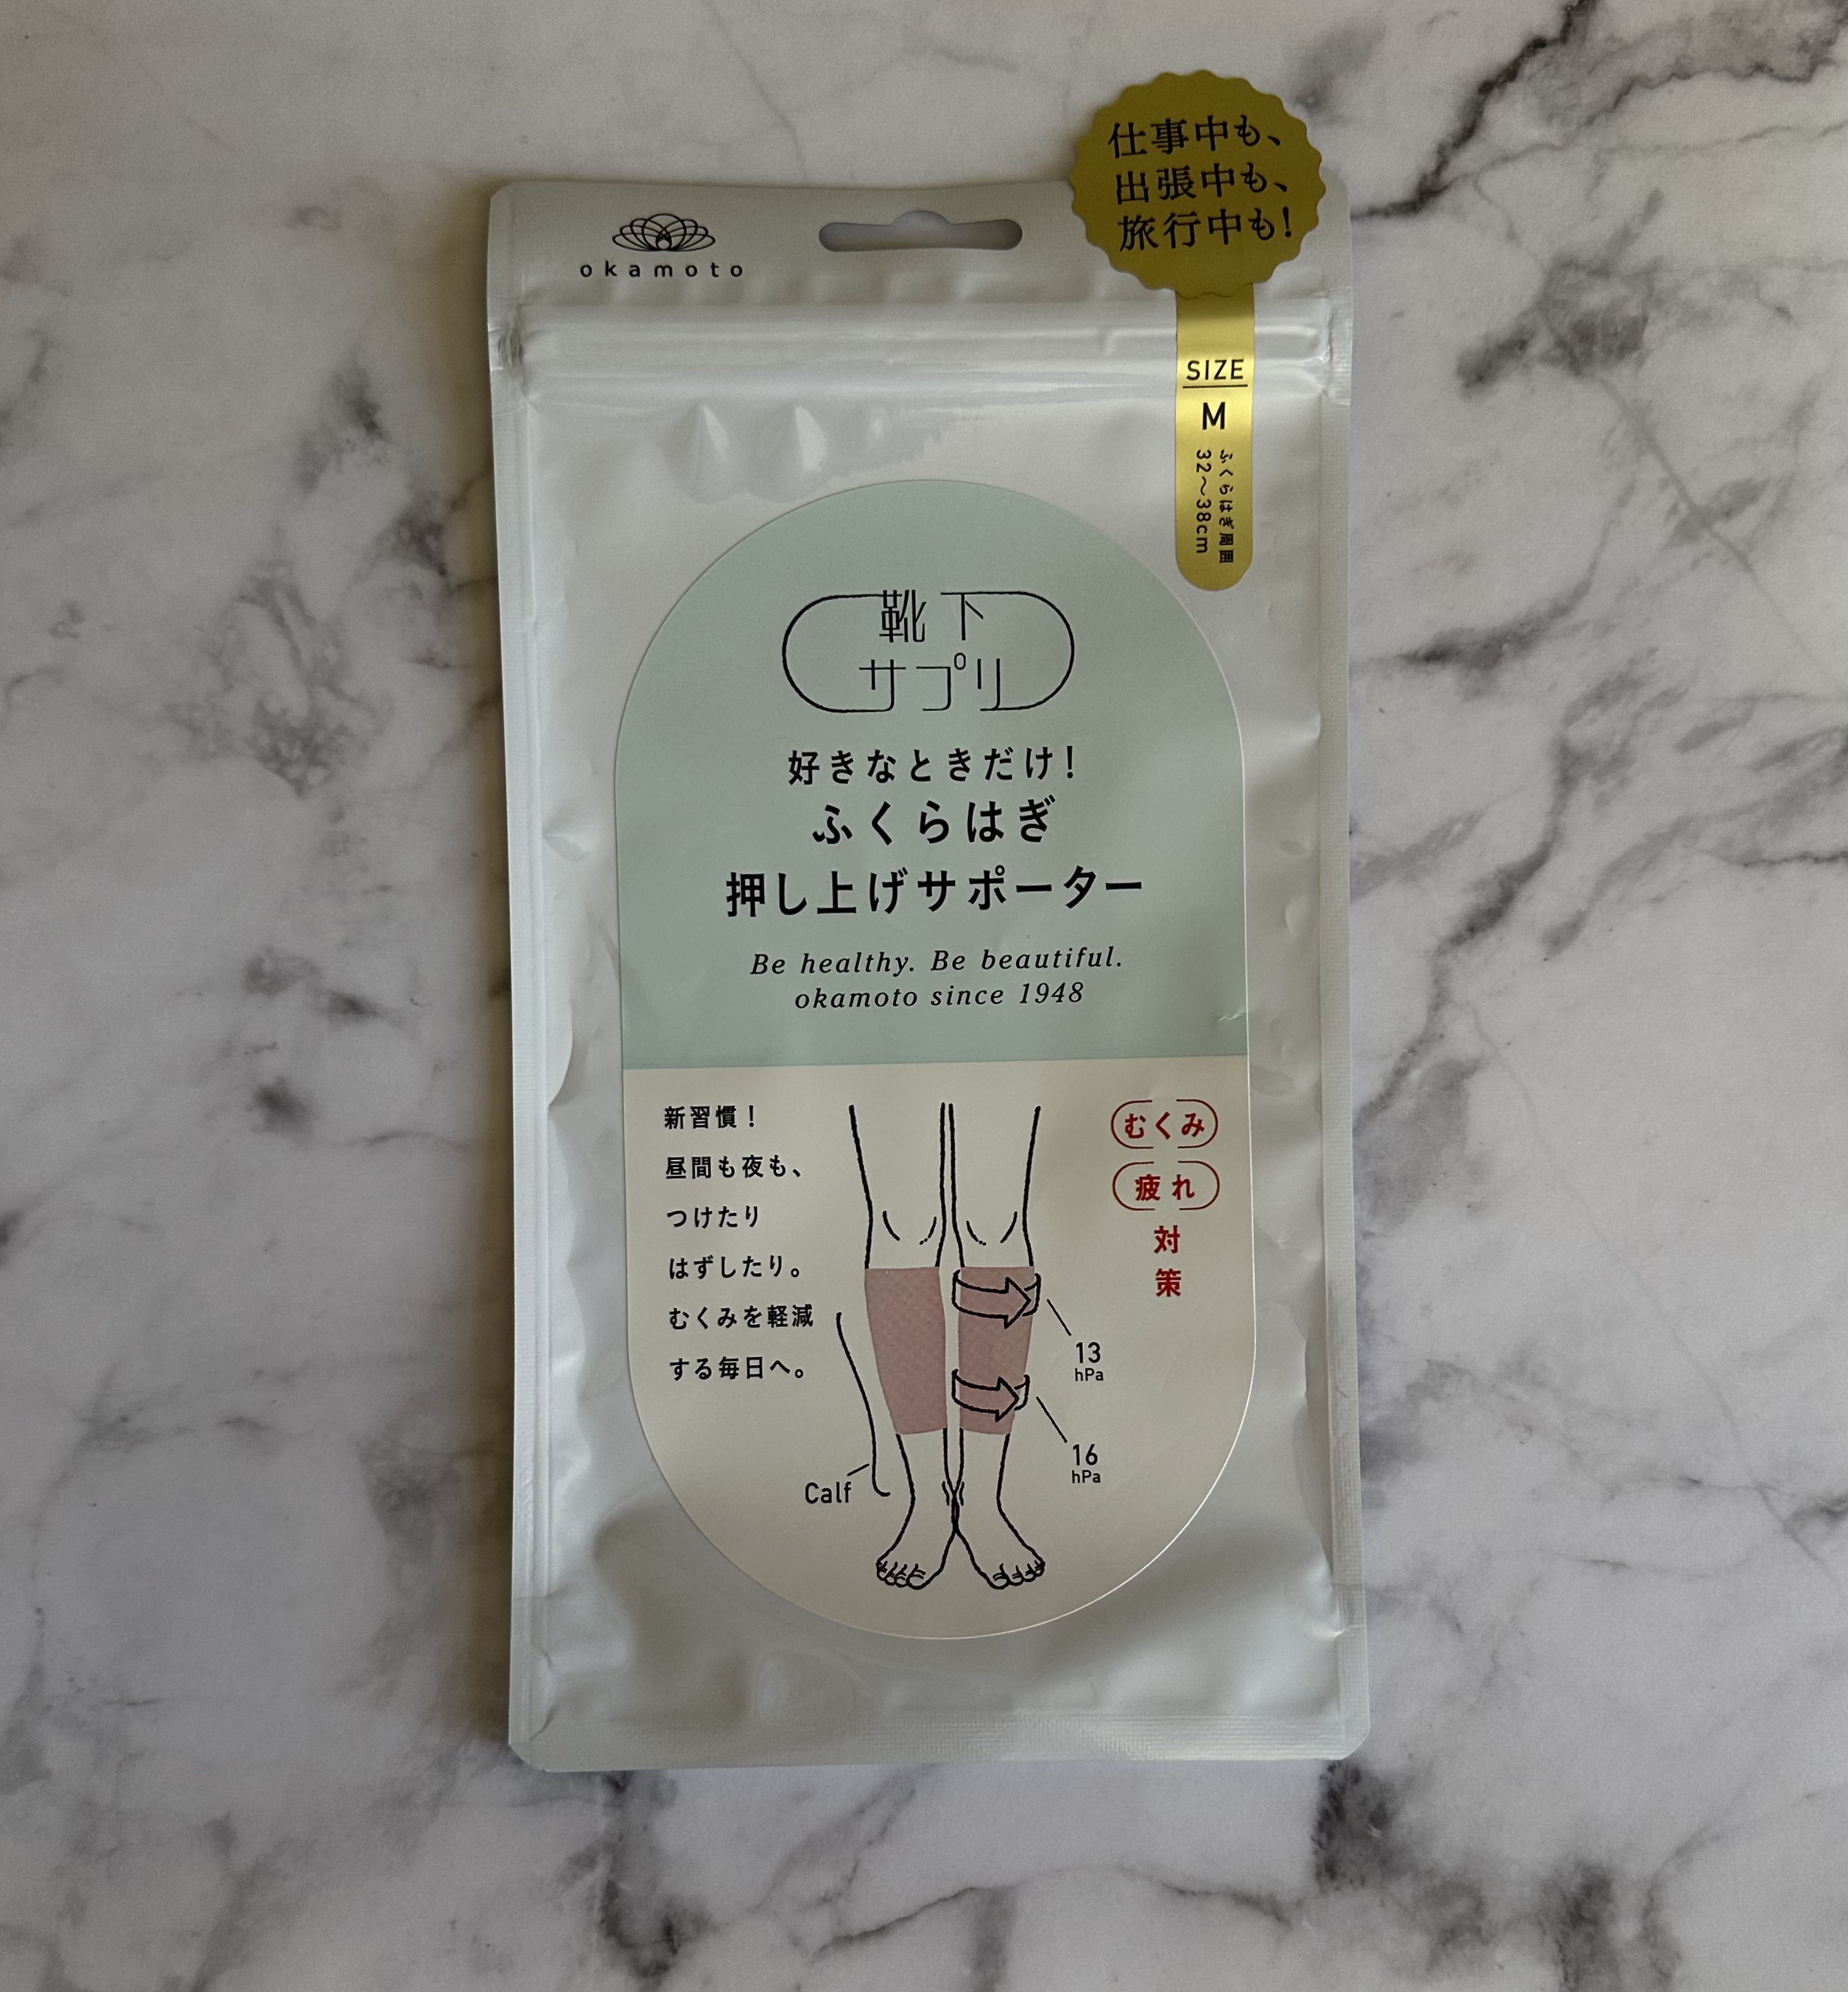 okamoto
仕事中も、
出張中も、
旅行中も!
SIZE
M
ふくらはぎ周囲
32〜38cm
靴下
サプリ
好きなときだけ!
ふくらはぎ
押し上げサポーター
Be healthy. Be beautiful.
okamoto since 1948
新習慣!
昼間も夜も、
つけたり
はずしたり。
むくみを軽減
する毎日へ。
むくみ
疲れ
対
策
13
hPa
16
hPa
Calf